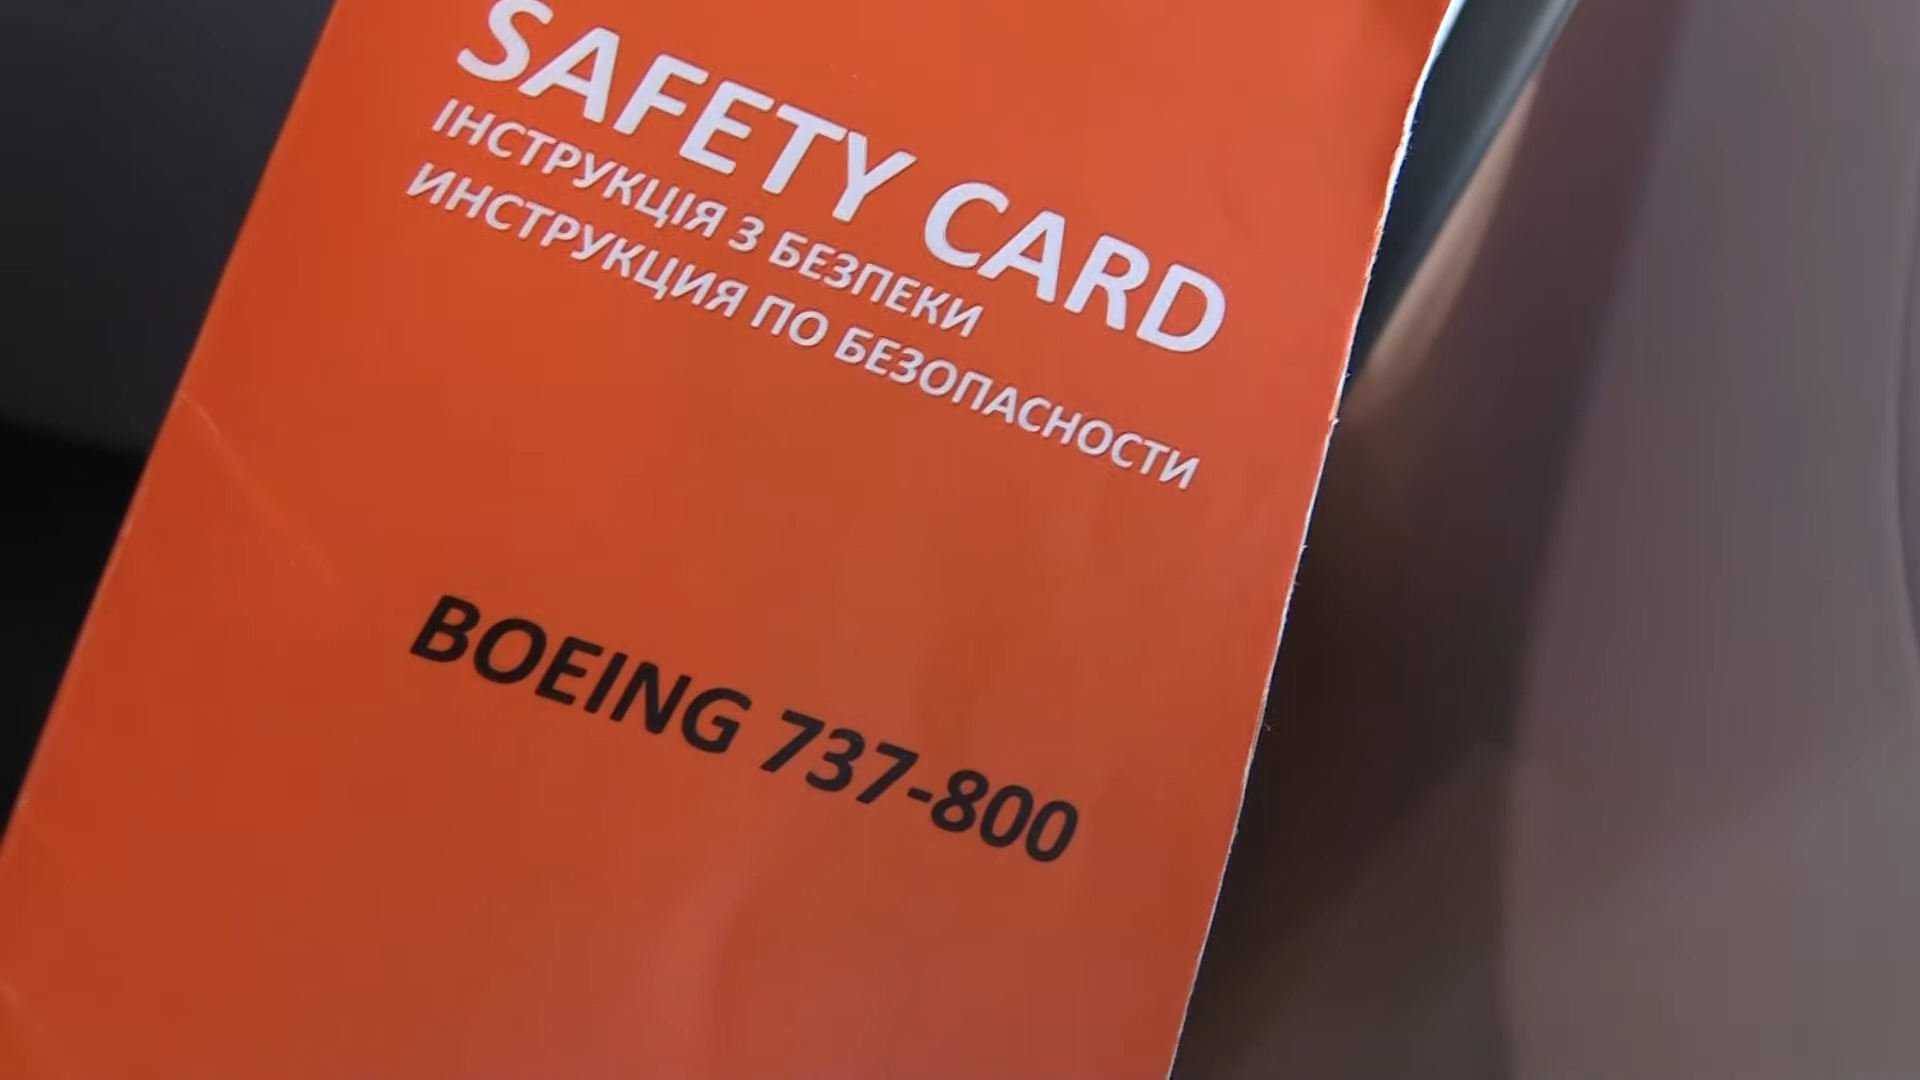 SAFETY CARD
ІНСТРУКЦІЯ З БЕЗПЕКИ
ИНСТРУКЦИЯ ПО БЕЗОПАСНОСТИ
BOEING 737-800